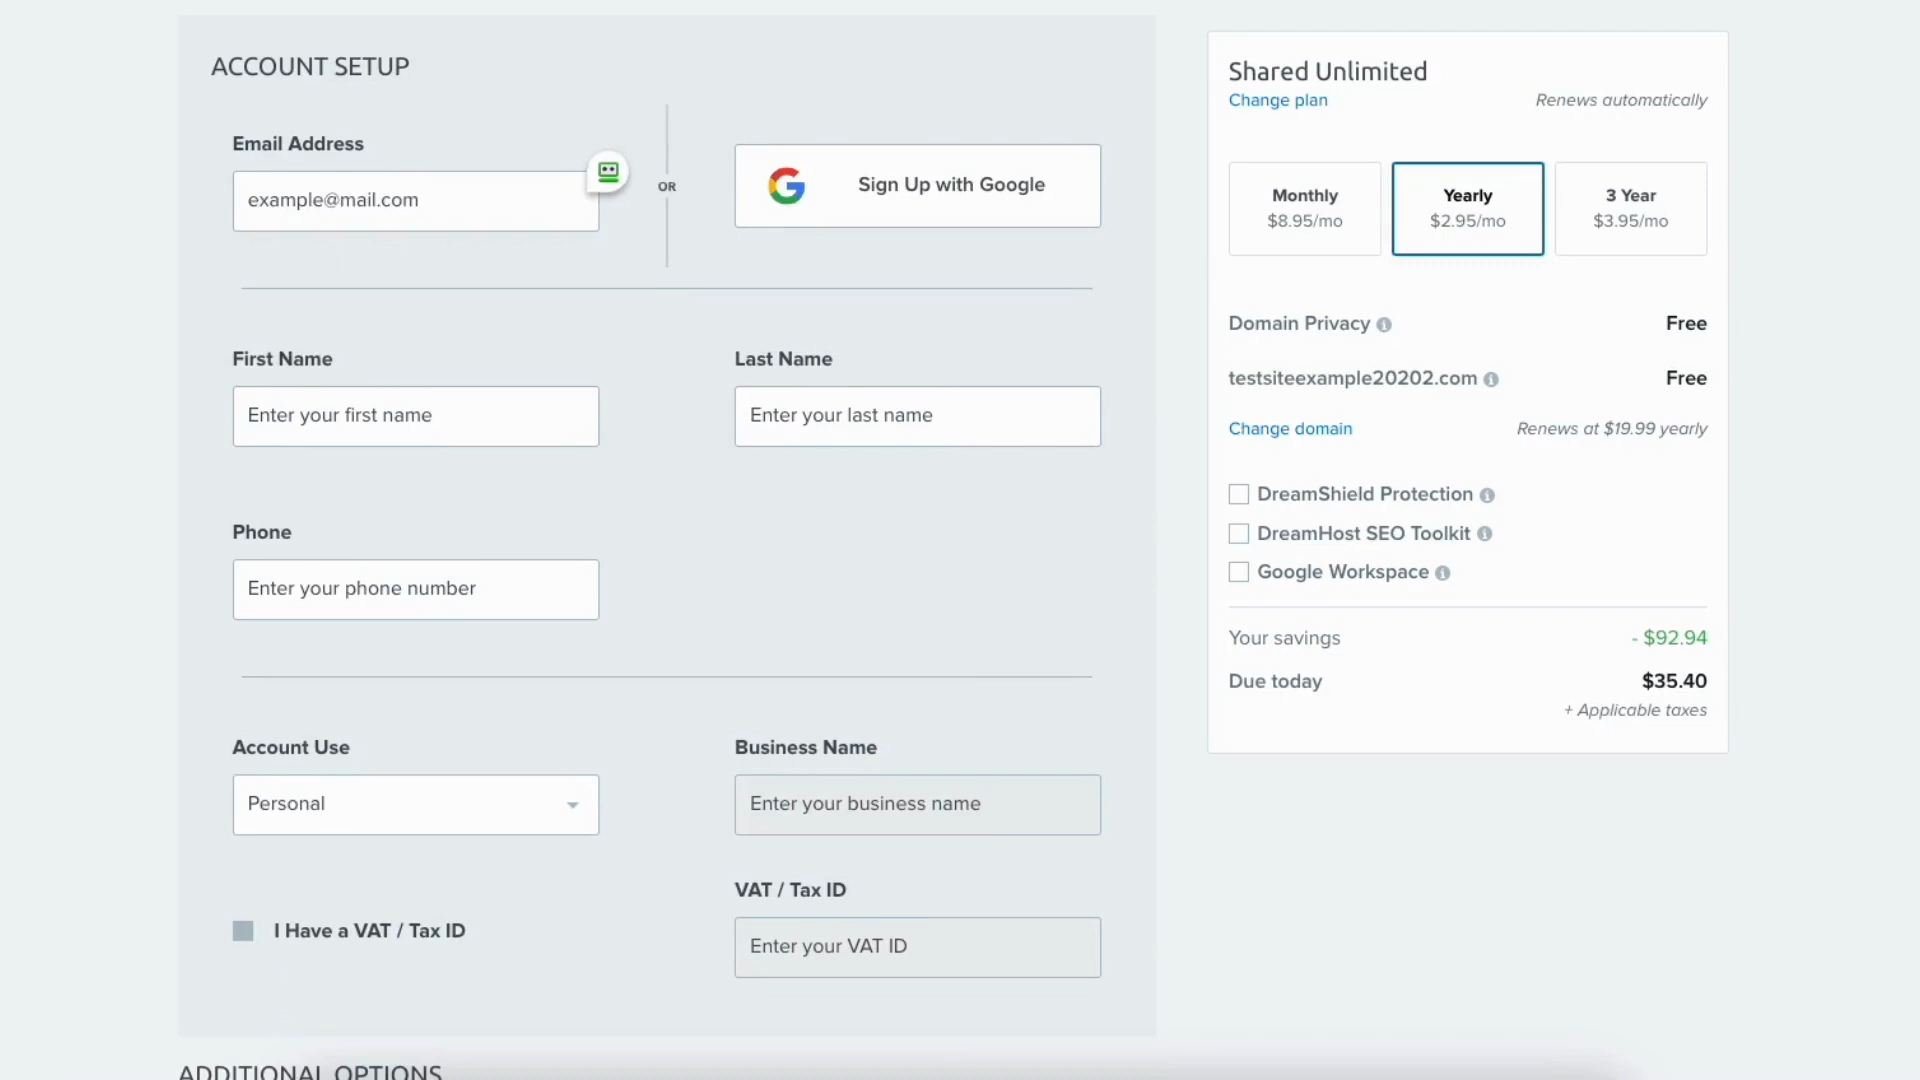 ACCOUNT SETUP
Email Address
example@mail.com
OR
Sign Up with Google
First Name
Enter your first name
Last Name
Enter your last name
Phone
Enter your phone number
Account Use
Personal
Business Name
Enter your business name
I Have a VAT / Tax ID
VAT / Tax ID
Enter your VAT ID
ADDITIONAL OPTIONS
Shared Unlimited
Change plan
Renews automatically
Monthly
$8.95/mo
Yearly
$2.95/mo
3 Year
$3.95/mo
Domain Privacy
Free
testsiteexample20202.com
Free
Change domain
Renews at $19.99 yearly
DreamShield Protection
DreamHost SEO Toolkit
Google Workspace
Your savings
- $92.94
Due today
$35.40
+ Applicable taxes